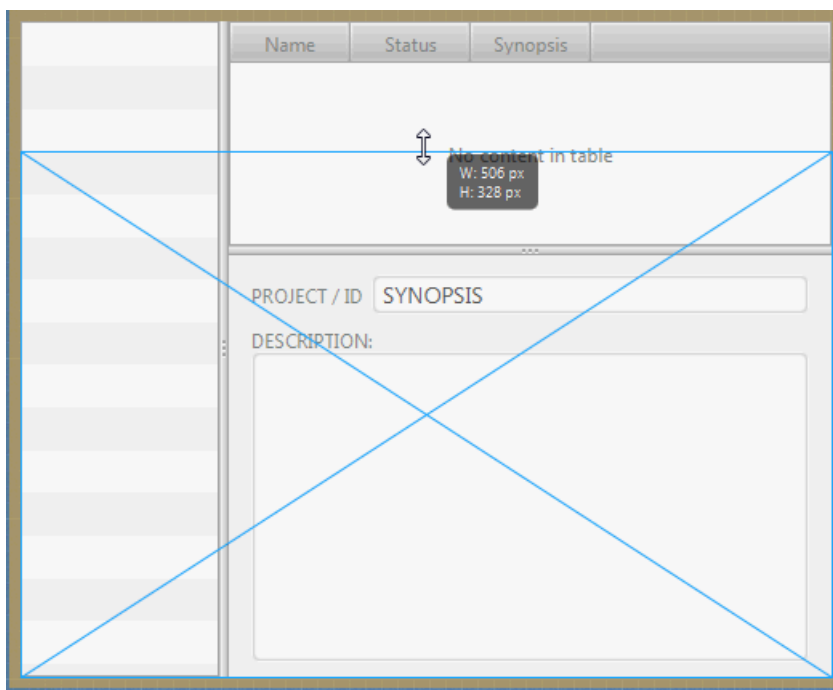 Name Status Synopsis
No content in table
W: 506 px
H: 328 px
PROJECT / ID SYNOPSIS
DESCRIPTION: